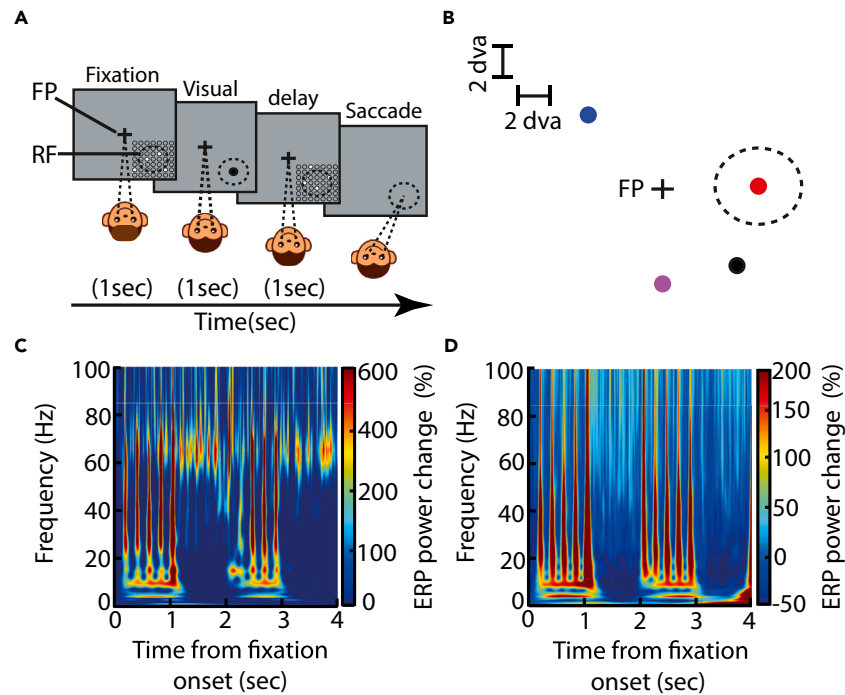 A
Fixation
Visual
delay
Saccade
FP
RF
(1sec) (1sec) (1sec)
Time(sec)
B
2 dva
2 dva
FP
C
100
80
60
40
20
0
Frequency (Hz)
0 1 2 3 4
Time from fixation
onset (sec)
600
400
200
100
0
ERP power change (%)
D
100
80
60
40
20
0
Frequency (Hz)
0 1 2 3 4
Time from fixation
onset (sec)
200
150
100
50
0
-50
ERP power change (%)